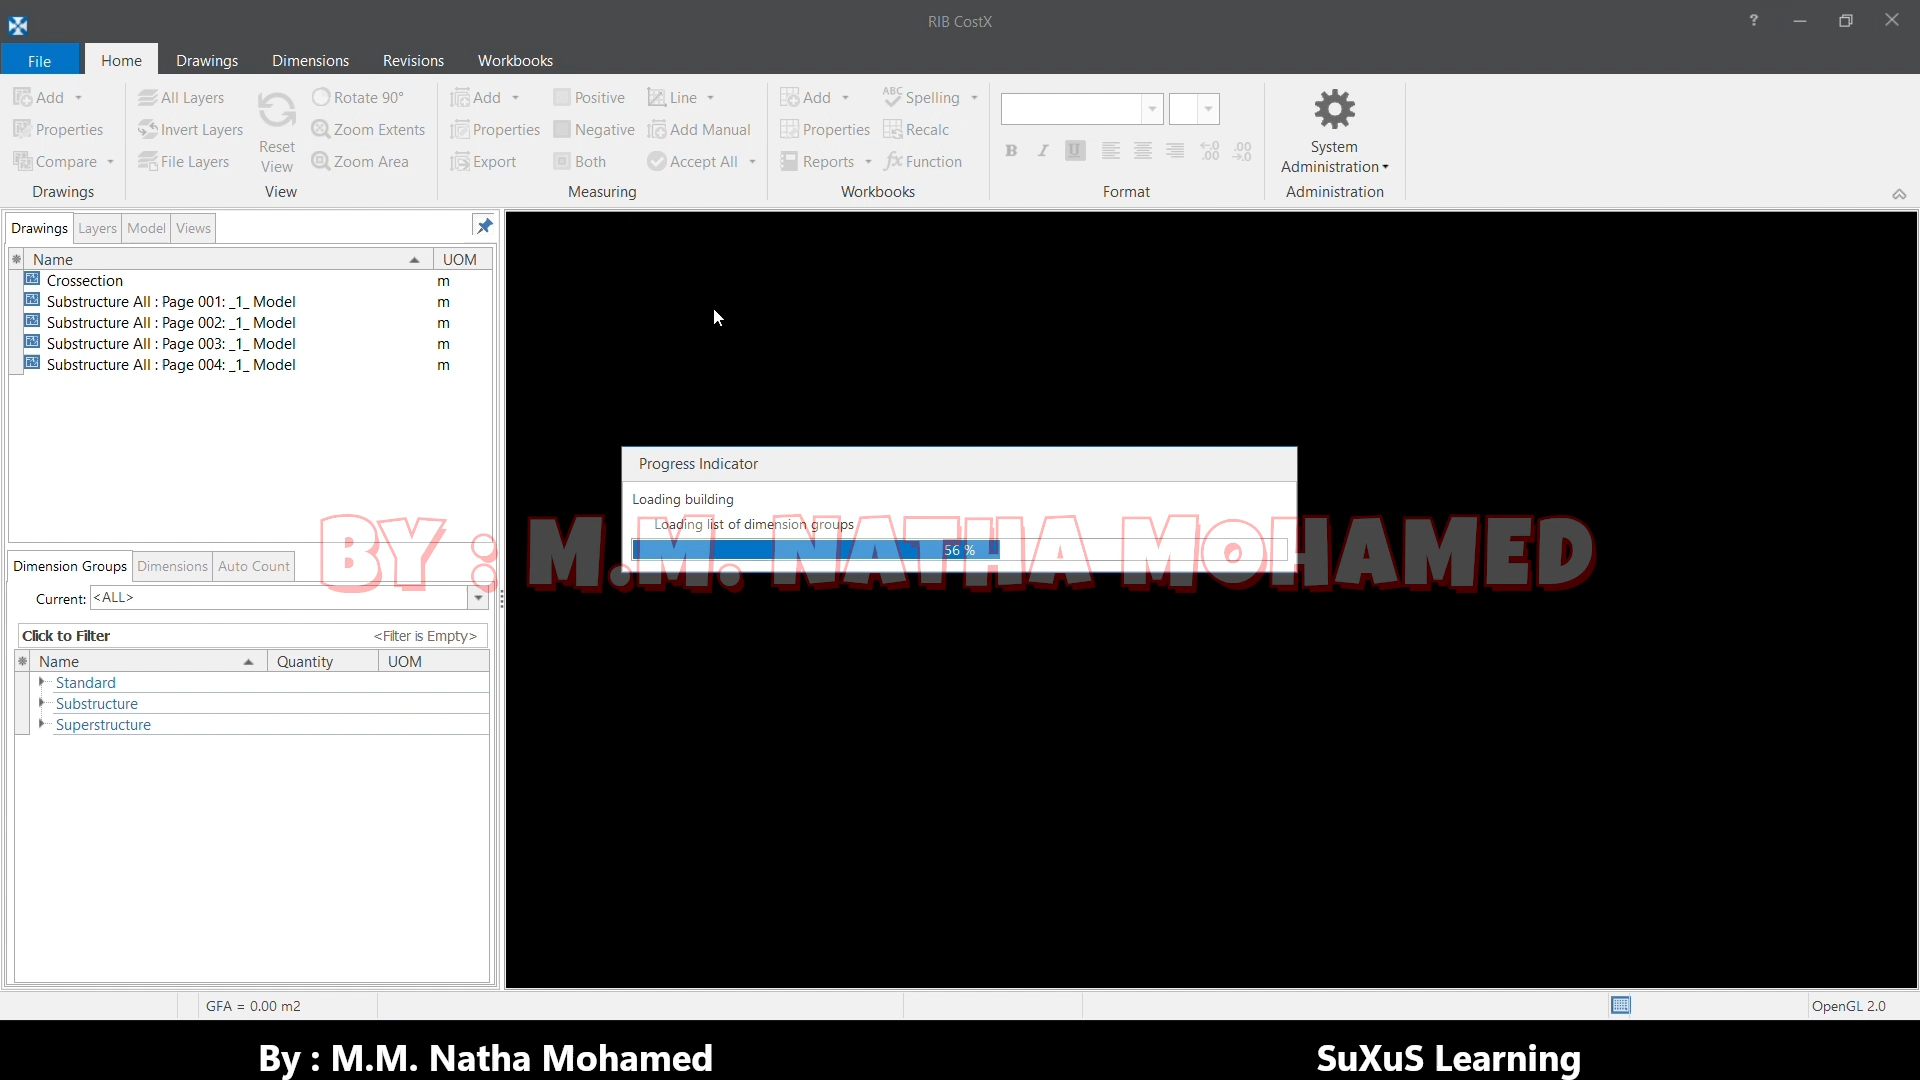 RIB CostX
File
Home
Drawings
Dimensions
Revisions
Workbooks
Add
Properties
Compare
Drawings
All Layers
Invert Layers
File Layers
Reset
View
Rotate 90°
Zoom Extents
Zoom Area
View
Add
Properties
Export
Positive
Negative
Both
Line
Add Manual
Accept All
Measuring
Add
Properties
Reports
ABC Spelling
Recalc
fx Function
Workbooks
B I U
Format
System
Administration
Administration
Drawings Layers Model Views
Name UOM
Crossection m
Substructure All : Page 001: _1_ Model m
Substructure All : Page 002: _1_ Model m
Substructure All : Page 003: _1_ Model m
Substructure All : Page 004: _1_ Model m
Progress Indicator
Loading building
Loading list of dimension groups
56 %
BY : M.M. NATHA MOHAMED
Dimension Groups Dimensions Auto Count
Current: <ALL>
Click to Filter <Filter is Empty>
Name Quantity UOM
Standard
Substructure
Superstructure
GFA = 0.00 m2
OpenGL 2.0
By : M.M. Natha Mohamed
SuXuS Learning